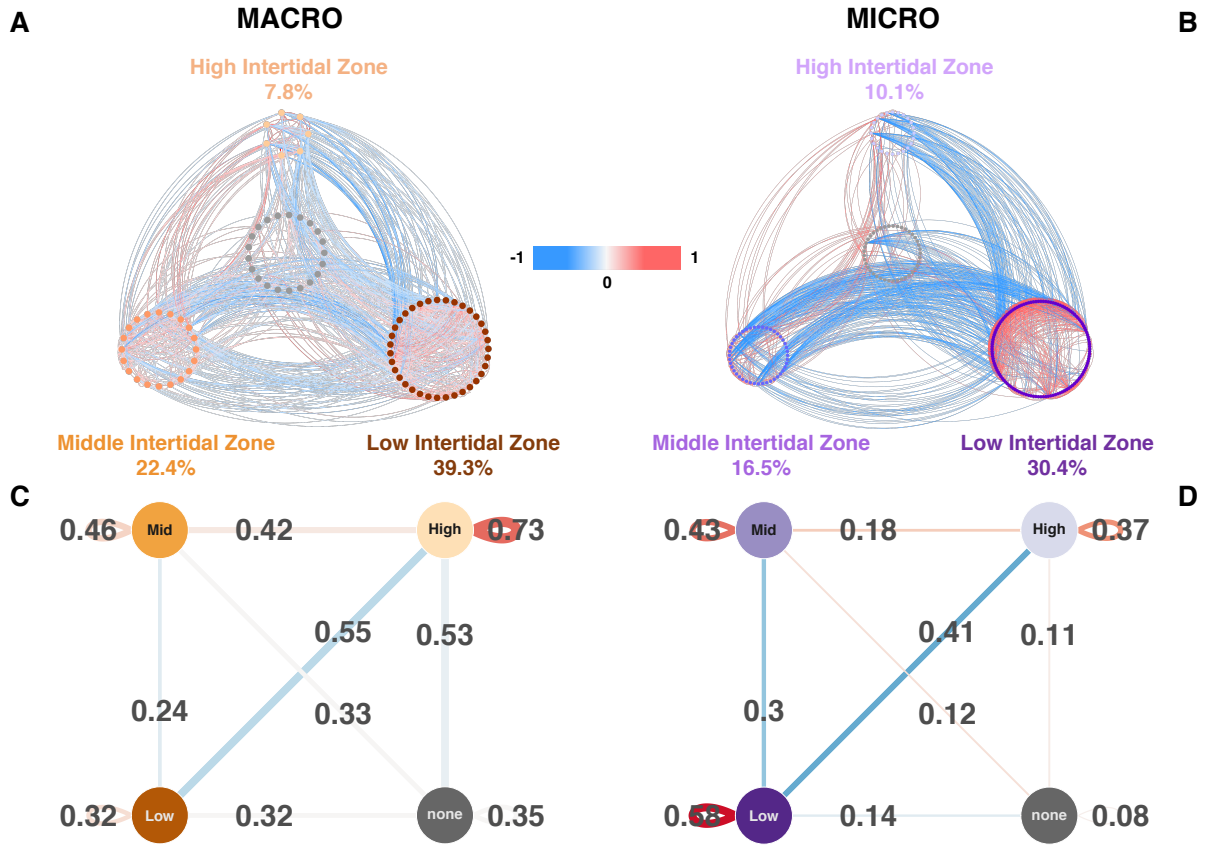 A
MACRO
MICRO
B
High Intertidal Zone
7.8%
High Intertidal Zone
10.1%
-1
1
0
Middle Intertidal Zone
22.4%
Low Intertidal Zone
39.3%
Middle Intertidal Zone
16.5%
Low Intertidal Zone
30.4%
C
D
0.46
Mid
0.42
High
0.73
0.43
Mid
0.18
High
0.37
0.55
0.53
0.41
0.11
0.24
0.33
0.3
0.12
0.32
Low
0.32
none
0.35
0.58
Low
0.14
none
0.08